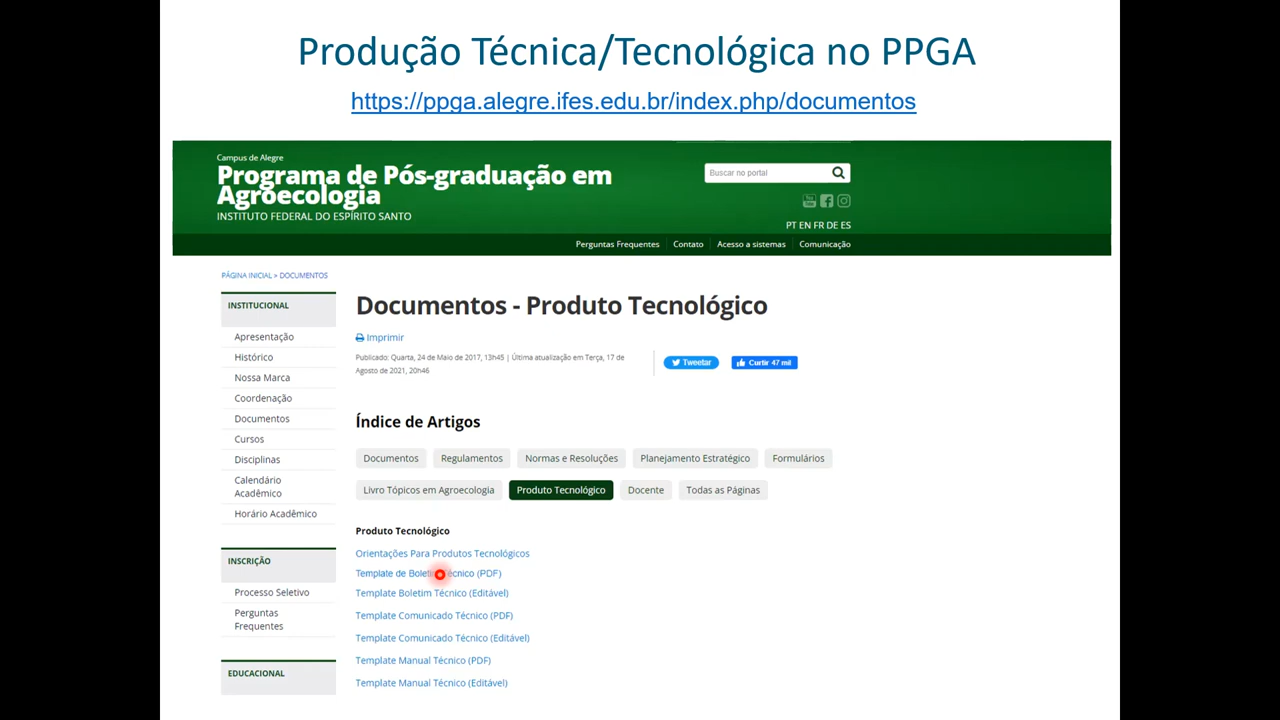 Produção Técnica/Tecnológica no PPGA
https://ppga.alegre.ifes.edu.br/index.php/documentos
Campus de Alegre
Programa de Pós-graduação em
Agroecologia
INSTITUTO FEDERAL DO ESPÍRITO SANTO
Buscar no portal
PT EN FR DE ES
Perguntas Frequentes
Contato
Acesso a sistemas
Comunicação
PÁGINA INICIAL > DOCUMENTOS
INSTITUCIONAL
Apresentação
Histórico
Nossa Marca
Coordenação
Documentos
Cursos
Disciplinas
Calendário
Acadêmico
Horário Acadêmico
INSCRIÇÃO
Processo Seletivo
Perguntas
Frequentes
EDUCACIONAL
Documentos - Produto Tecnológico
Imprimir
Publicado: Quarta, 24 de Maio de 2017, 13h45 | Última atualização em Terça, 17 de
Agosto de 2021, 20h46
Tweetar
Curtir 47 mil
Índice de Artigos
Documentos
Regulamentos
Normas e Resoluções
Planejamento Estratégico
Formulários
Livro Tópicos em Agroecologia
Produto Tecnológico
Docente
Todas as Páginas
Produto Tecnológico
Orientações Para Produtos Tecnológicos
Template de Boletim Técnico (PDF)
Template Boletim Técnico (Editável)
Template Comunicado Técnico (PDF)
Template Comunicado Técnico (Editável)
Template Manual Técnico (PDF)
Template Manual Técnico (Editável)